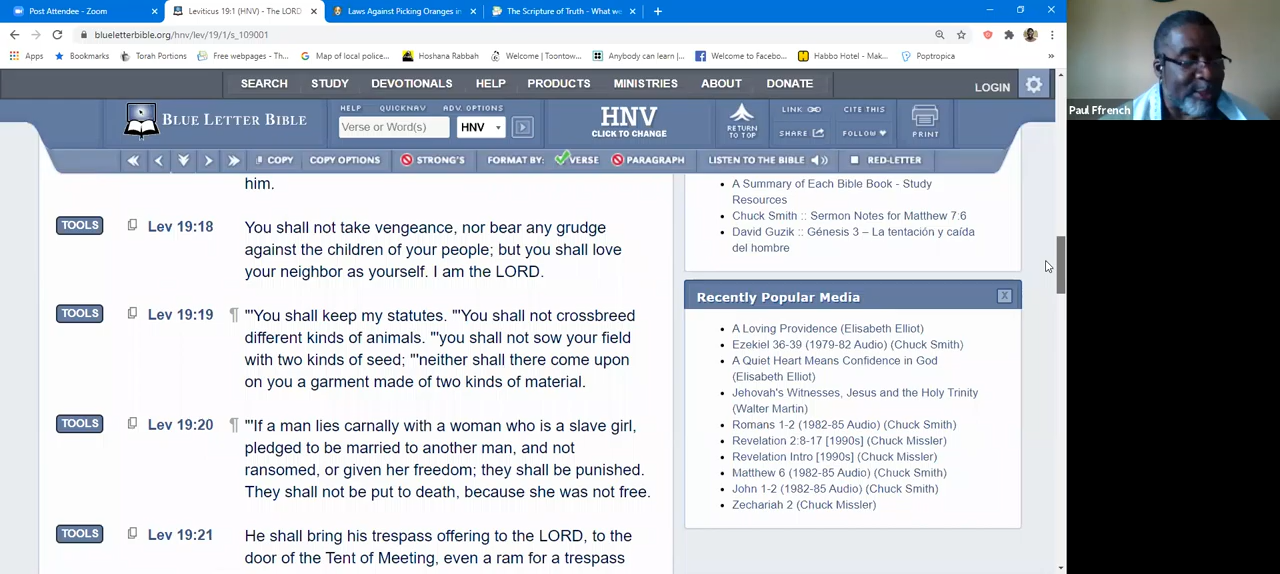 Post Attendee - Zoom
Leviticus 19:1 (HNV) - The LORD
Laws Against Picking Oranges in
The Scripture of Truth - What we
blueletterbible.org/hnv/lev/19/1/s_109001
Apps
Bookmarks
Torah Portions
Free webpages - Th...
Map of local police...
Hoshana Rabbah
Welcome | Toontow...
Anybody can learn |...
Welcome to Faceboo...
Habbo Hotel - Mak...
Poptropica
SEARCH STUDY DEVOTIONALS HELP PRODUCTS MINISTRIES ABOUT DONATE
LOGIN
BLUE LETTER BIBLE
HELP QUICKNAV ADV. OPTIONS
Verse or Word(s)
HNV
HNV
CLICK TO CHANGE
RETURN
TO TOP
LINK
CITE THIS
SHARE
FOLLOW
PRINT
COPY COPY OPTIONS STRONG'S FORMAT BY: VERSE PARAGRAPH LISTEN TO THE BIBLE RED-LETTER
him.
TOOLS Lev 19:18 You shall not take vengeance, nor bear any grudge
against the children of your people; but you shall love
your neighbor as yourself. I am the LORD.
TOOLS Lev 19:19 ¶ "'You shall keep my statutes. "'You shall not crossbreed
different kinds of animals. "'you shall not sow your field
with two kinds of seed; "'neither shall there come upon
on you a garment made of two kinds of material.
TOOLS Lev 19:20 ¶ "'If a man lies carnally with a woman who is a slave girl,
pledged to be married to another man, and not
ransomed, or given her freedom; they shall be punished.
They shall not be put to death, because she was not free.
TOOLS Lev 19:21 He shall bring his trespass offering to the LORD, to the
door of the Tent of Meeting, even a ram for a trespass
A Summary of Each Bible Book - Study
Resources
Chuck Smith :: Sermon Notes for Matthew 7:6
David Guzik :: Génesis 3 – La tentación y caída
del hombre
Recently Popular Media
X
A Loving Providence (Elisabeth Elliot)
Ezekiel 36-39 (1979-82 Audio) (Chuck Smith)
A Quiet Heart Means Confidence in God
(Elisabeth Elliot)
Jehovah's Witnesses, Jesus and the Holy Trinity
(Walter Martin)
Romans 1-2 (1982-85 Audio) (Chuck Smith)
Revelation 2:8-17 [1990s] (Chuck Missler)
Revelation Intro [1990s] (Chuck Missler)
Matthew 6 (1982-85 Audio) (Chuck Smith)
John 1-2 (1982-85 Audio) (Chuck Smith)
Zechariah 2 (Chuck Missler)
Paul Ffrench